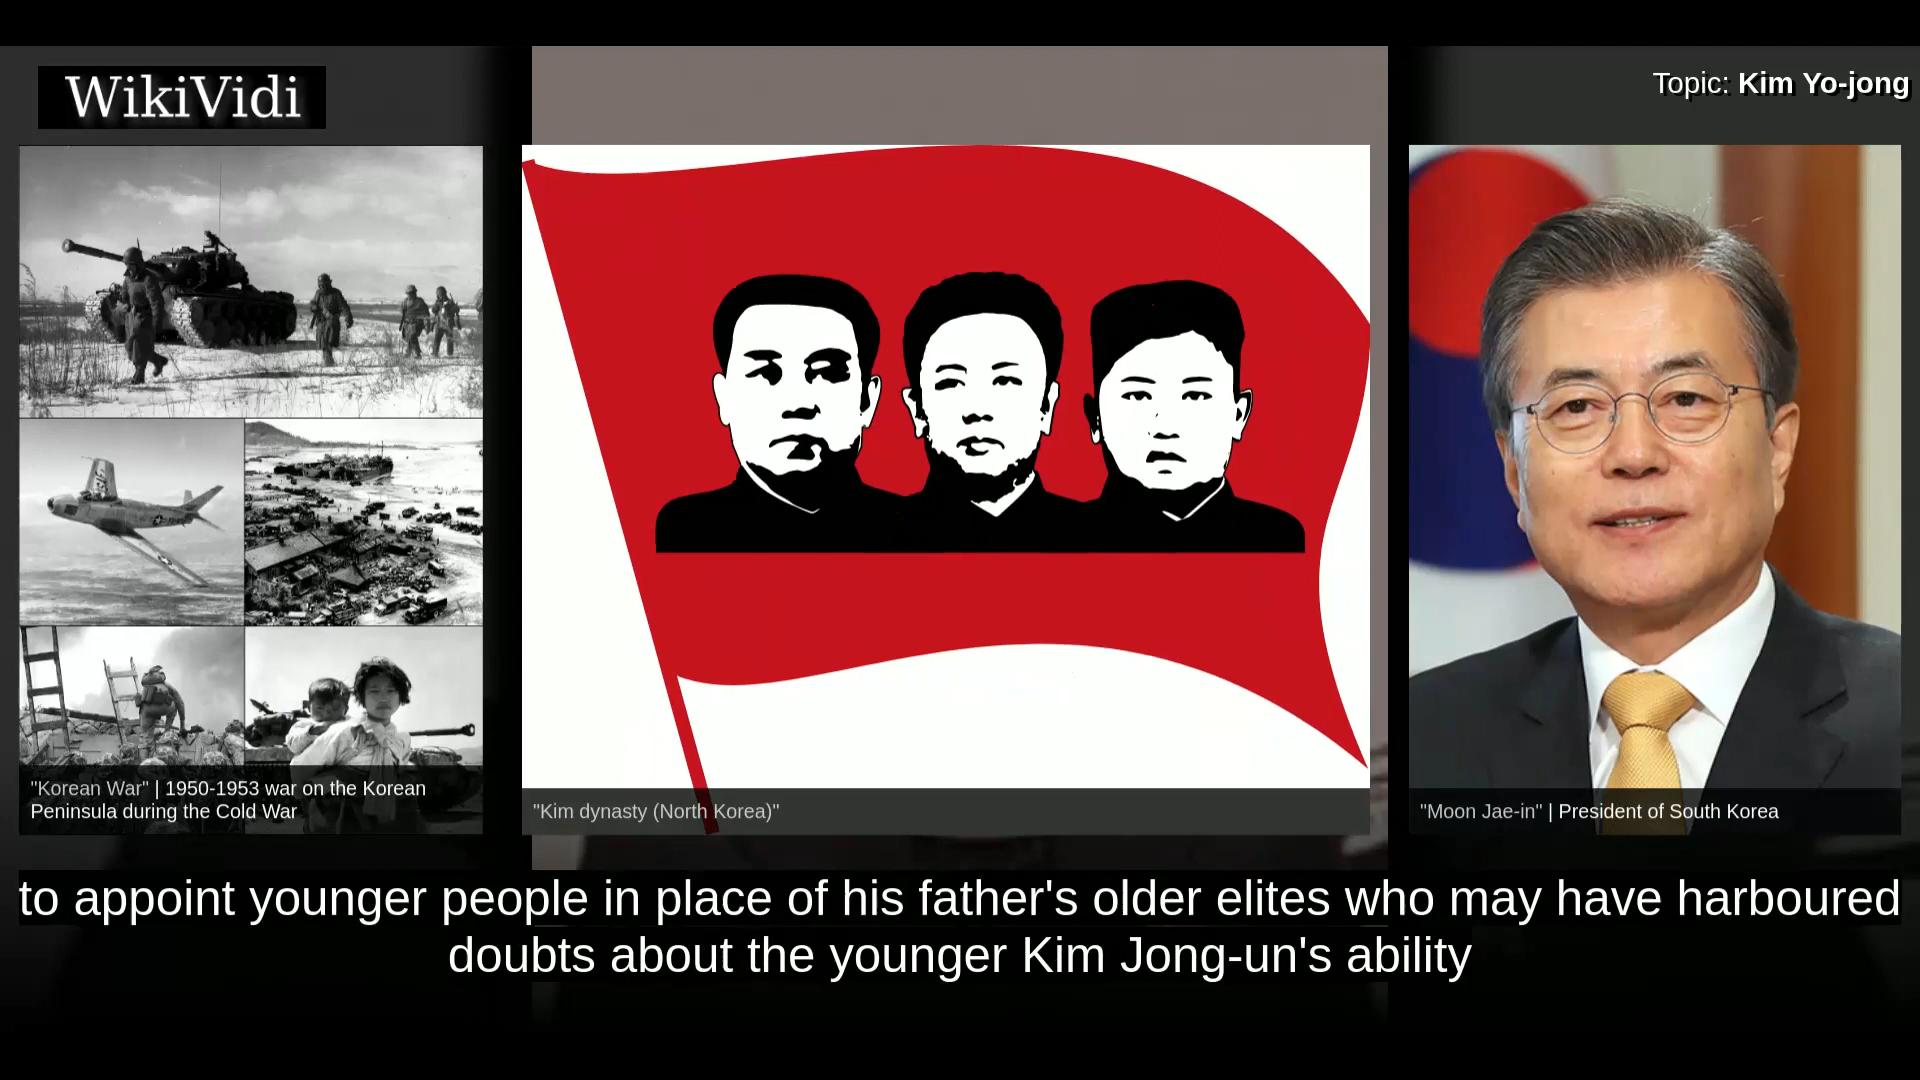 WikiVidi
Topic: Kim Yo-jong
"Korean War" | 1950-1953 war on the Korean
Peninsula during the Cold War
"Kim dynasty (North Korea)"
"Moon Jae-in" | President of South Korea
to appoint younger people in place of his father's older elites who may have harboured
doubts about the younger Kim Jong-un's ability